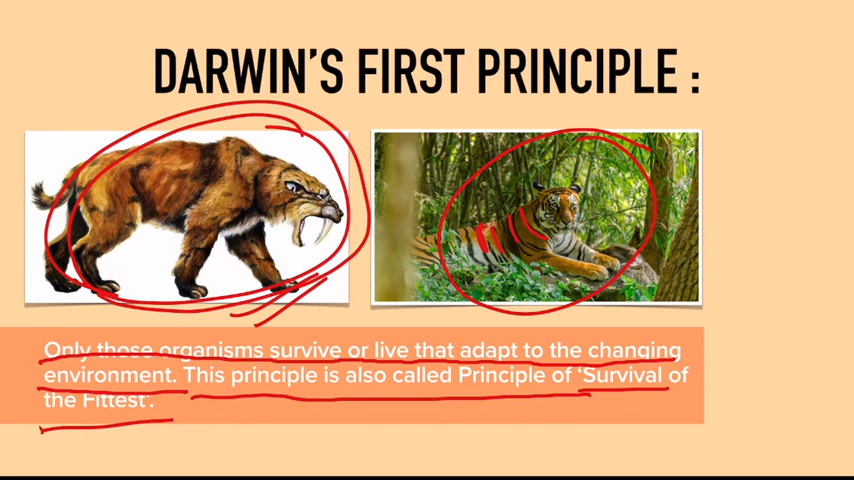 DARWIN'S FIRST PRINCIPLE :
Only those organisms survive or live that adapt to the changing
environment. This principle is also called Principle of ‘Survival of
the Fittest’.